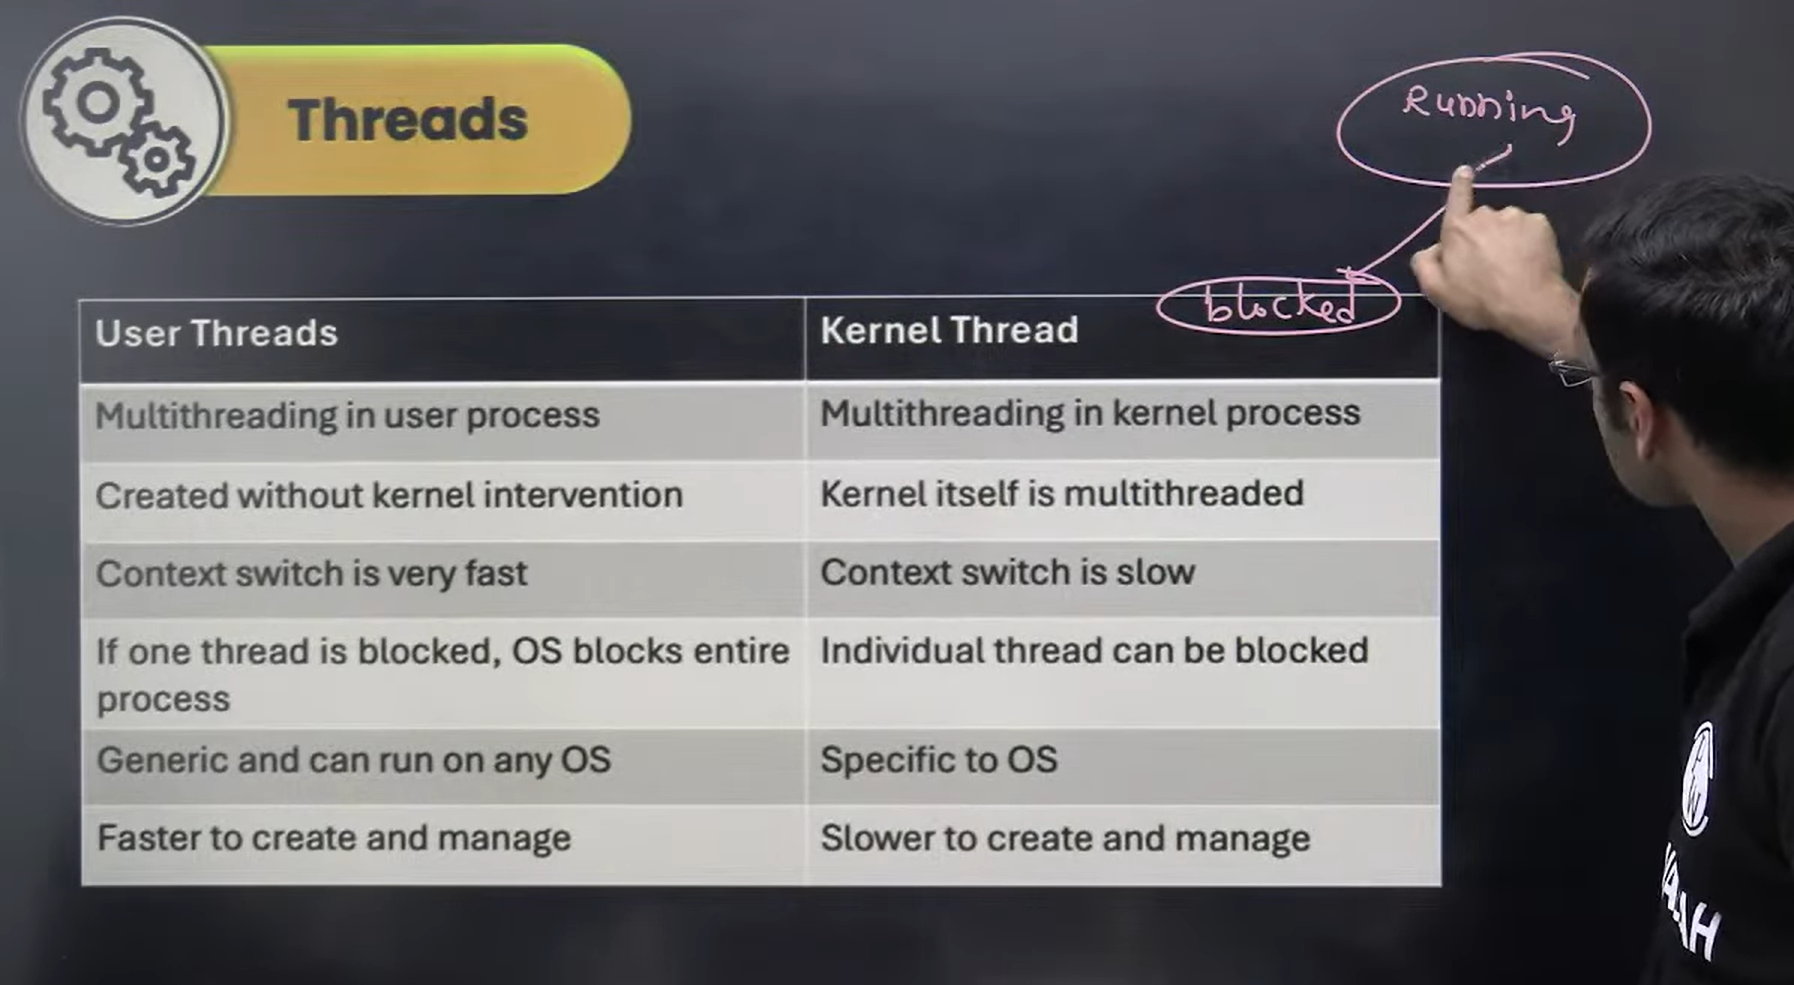 Threads
Running
blocked
User Threads
Kernel Thread
Multithreading in user process
Multithreading in kernel process
Created without kernel intervention
Kernel itself is multithreaded
Context switch is very fast
Context switch is slow
If one thread is blocked, OS blocks entire
process
Individual thread can be blocked
Generic and can run on any OS
Specific to OS
Faster to create and manage
Slower to create and manage